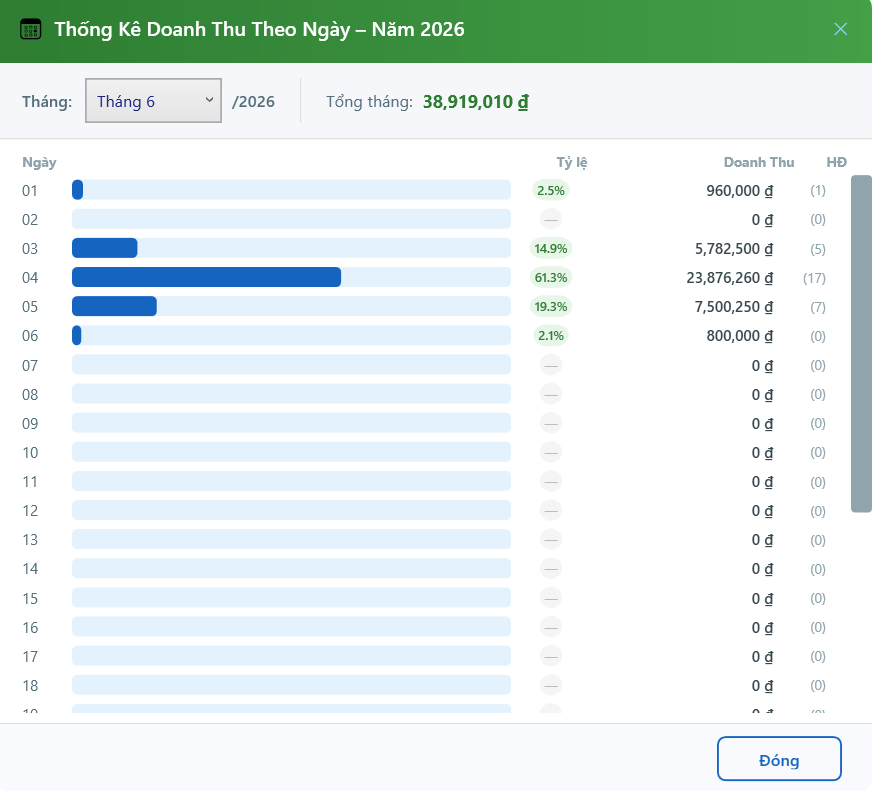 Thống Kê Doanh Thu Theo Ngày – Năm 2026
Tháng: Tháng 6 /2026 Tổng tháng: 38,919,010 ₫
Ngày Tỷ lệ Doanh Thu HĐ
01 2.5% 960,000 ₫ (1)
02 — 0 ₫ (0)
03 14.9% 5,782,500 ₫ (5)
04 61.3% 23,876,260 ₫ (17)
05 19.3% 7,500,250 ₫ (7)
06 2.1% 800,000 ₫ (0)
07 — 0 ₫ (0)
08 — 0 ₫ (0)
09 — 0 ₫ (0)
10 — 0 ₫ (0)
11 — 0 ₫ (0)
12 — 0 ₫ (0)
13 — 0 ₫ (0)
14 — 0 ₫ (0)
15 — 0 ₫ (0)
16 — 0 ₫ (0)
17 — 0 ₫ (0)
18 — 0 ₫ (0)
Đóng